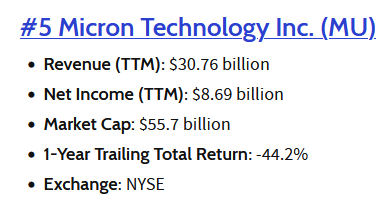 #5 Micron Technology Inc. (MU)
Revenue (TTM): $30.76 billion
Net Income (TTM): $8.69 billion
Market Cap: $55.7 billion
1-Year Trailing Total Return: -44.2%
Exchange: NYSE